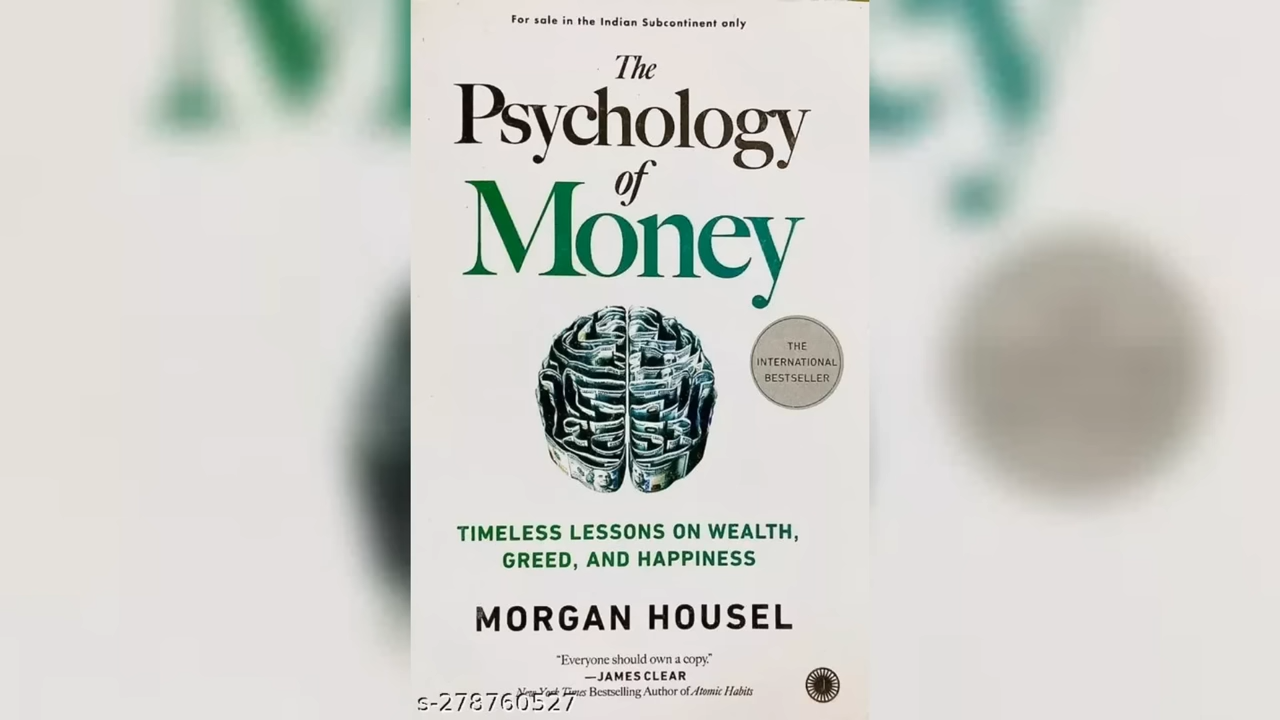 For sale in the Indian Subcontinent only
The
Psychology
of
Money
THE
INTERNATIONAL
BESTSELLER
TIMELESS LESSONS ON WEALTH,
GREED, AND HAPPINESS
MORGAN HOUSEL
“Everyone should own a copy.”
—JAMES CLEAR
New York Times Bestselling Author of Atomic Habits
s-278760527